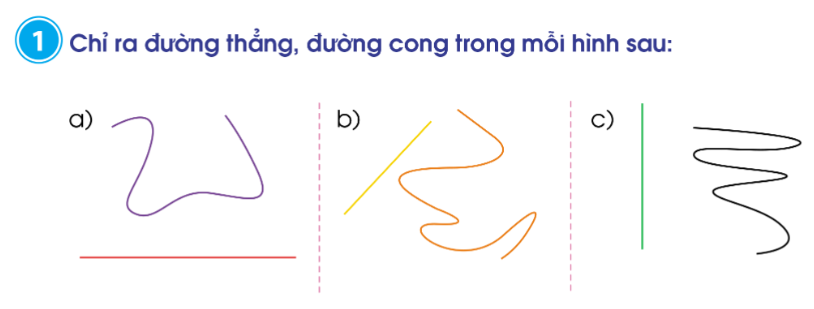 1 Chỉ ra đường thẳng, đường cong trong mỗi hình sau:
a) b) c)